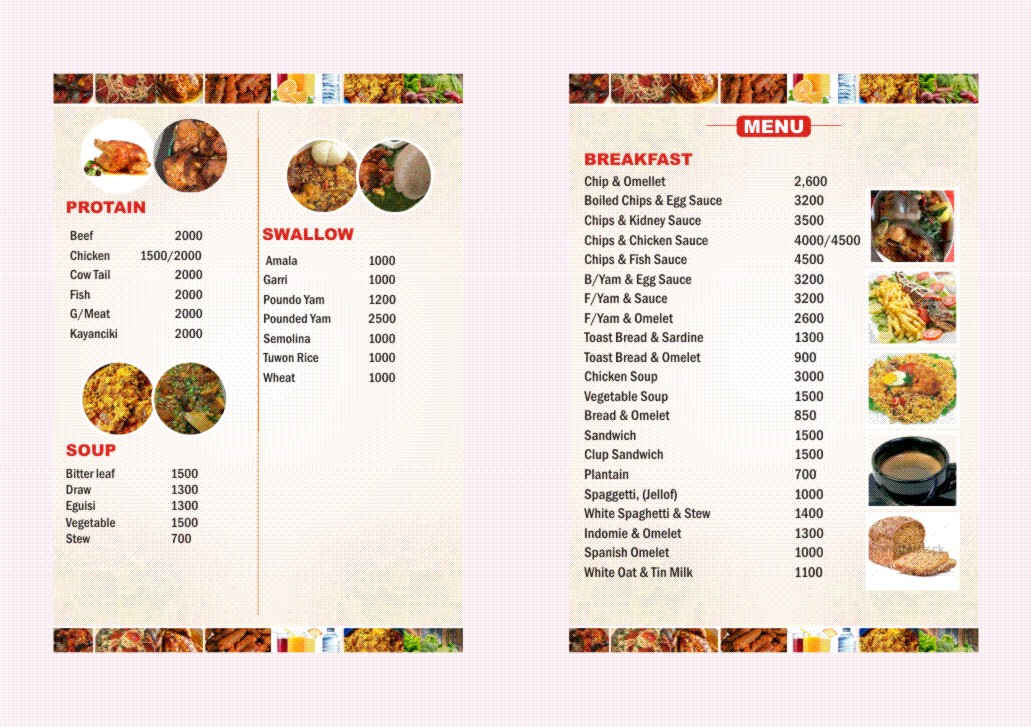 PROTAIN
Beef 2000
Chicken 1500/2000
Cow Tail 2000
Fish 2000
G/Meat 2000
Kayanciki 2000
SOUP
Bitter leaf 1500
Draw 1300
Eguisi 1300
Vegetable 1500
Stew 700
SWALLOW
Amala 1000
Garri 1000
Poundo Yam 1200
Pounded Yam 2500
Semolina 1000
Tuwon Rice 1000
Wheat 1000
MENU
BREAKFAST
Chip & Omellet 2,600
Boiled Chips & Egg Sauce 3200
Chips & Kidney Sauce 3500
Chips & Chicken Sauce 4000/4500
Chips & Fish Sauce 4500
B/Yam & Egg Sauce 3200
F/Yam & Sauce 3200
F/Yam & Omelet 2600
Toast Bread & Sardine 1300
Toast Bread & Omelet 900
Chicken Soup 3000
Vegetable Soup 1500
Bread & Omelet 850
Sandwich 1500
Clup Sandwich 1500
Plantain 700
Spaggetti, (Jellof) 1000
White Spaghetti & Stew 1400
Indomie & Omelet 1300
Spanish Omelet 1000
White Oat & Tin Milk 1100